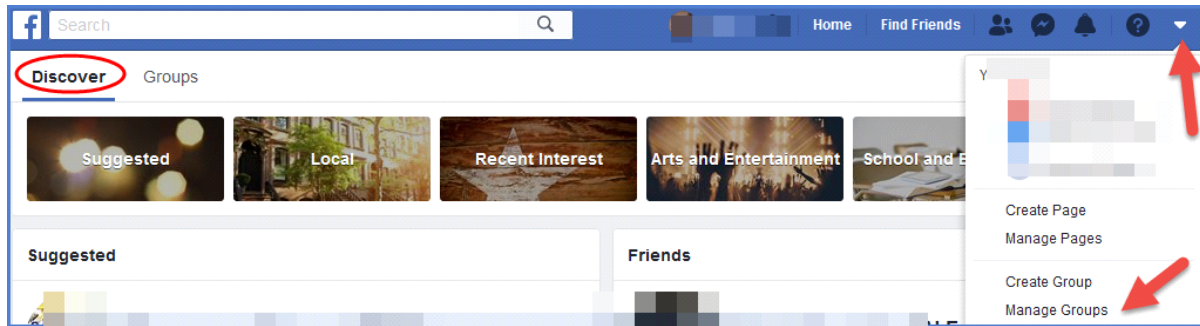 f Search Home Find Friends
Discover Groups
Y
Suggested Local Recent Interest Arts and Entertainment School and E
Suggested Friends
Create Page
Manage Pages
Create Group
Manage Groups